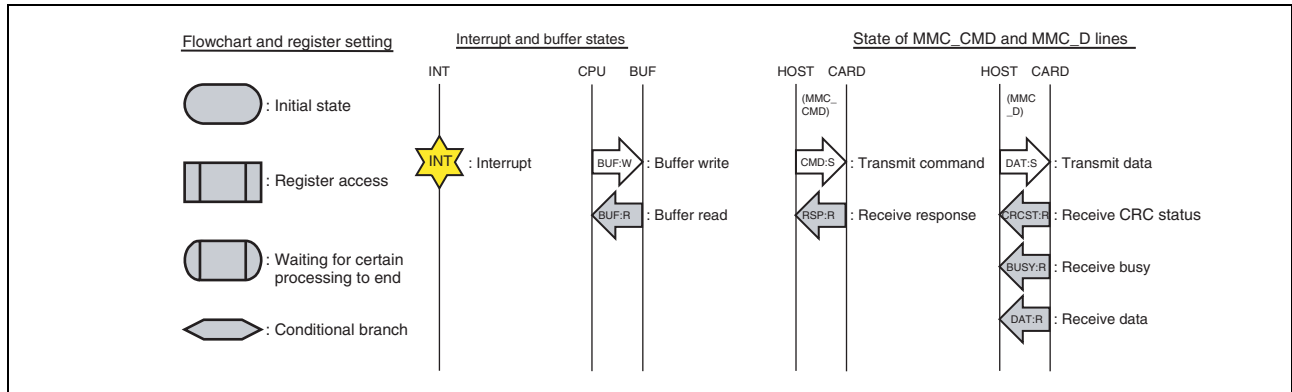 Flowchart and register setting
: Initial state
: Register access
: Waiting for certain
processing to end
: Conditional branch
Interrupt and buffer states
INT
INT
: Interrupt
CPU BUF
BUF:W
: Buffer write
BUF:R
: Buffer read
State of MMC_CMD and MMC_D lines
HOST CARD
(MMC_
CMD)
CMD:S
: Transmit command
RSP:R
: Receive response
HOST CARD
(MMC
_D)
DAT:S
: Transmit data
CRCST:R
: Receive CRC status
BUSY:R
: Receive busy
DAT:R
: Receive data